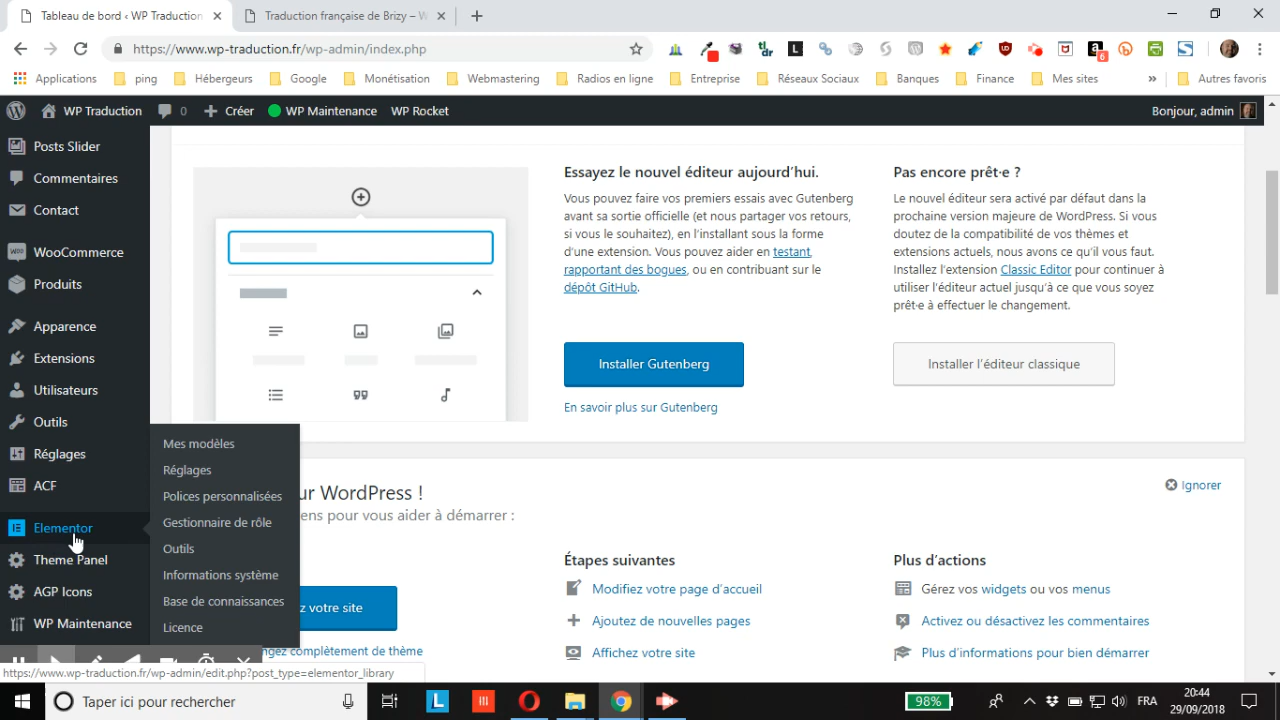 Tableau de bord ‹ WP Traduction
Traduction française de Brizy – W
https://www.wp-traduction.fr/wp-admin/index.php
Applications
ping
Hébergeurs
Google
Monétisation
Webmastering
Radios en ligne
Entreprise
Réseaux Sociaux
Banques
Finance
Mes sites
»
Autres favoris
WP Traduction
0
Créer
WP Maintenance
WP Rocket
Bonjour, admin
Posts Slider
Commentaires
Contact
WooCommerce
Produits
Apparence
Extensions
Utilisateurs
Outils
Réglages
ACF
Elementor
Theme Panel
AGP Icons
WP Maintenance
Mes modèles
Réglages
Polices personnalisées
Gestionnaire de rôle
Outils
Informations système
Base de connaissances
Licence
Essayez le nouvel éditeur aujourd’hui.
Vous pouvez faire vos premiers essais avec Gutenberg
avant sa sortie officielle (et nous partager vos retours,
si vous le souhaitez), en l’installant sous la forme
d’une extension. Vous pouvez aider en testant,
rapportant des bogues, ou en contribuant sur le
dépôt GitHub.
Installer Gutenberg
En savoir plus sur Gutenberg
Pas encore prêt·e ?
Le nouvel éditeur sera activé par défaut dans la
prochaine version majeure de WordPress. Si vous
doutez de la compatibilité de vos thèmes et
extensions actuels, nous avons ce qu’il vous faut.
Installez l’extension Classic Editor pour continuer à
utiliser l’éditeur actuel jusqu’à ce que vous soyez
prêt·e à effectuer le changement.
Installer l’éditeur classique
ur WordPress !
ens pour vous aider à démarrer :
Ignorer
z votre site
ngez complètement de thème
Étapes suivantes
Modifiez votre page d’accueil
Ajoutez de nouvelles pages
Affichez votre site
Plus d’actions
Gérez vos widgets ou vos menus
Activez ou désactivez les commentaires
Plus d’informations pour bien démarrer
https://www.wp-traduction.fr/wp-admin/edit.php?post_type=elementor_library
Taper ici pour rechercher
98%
FRA
20:44
29/09/2018